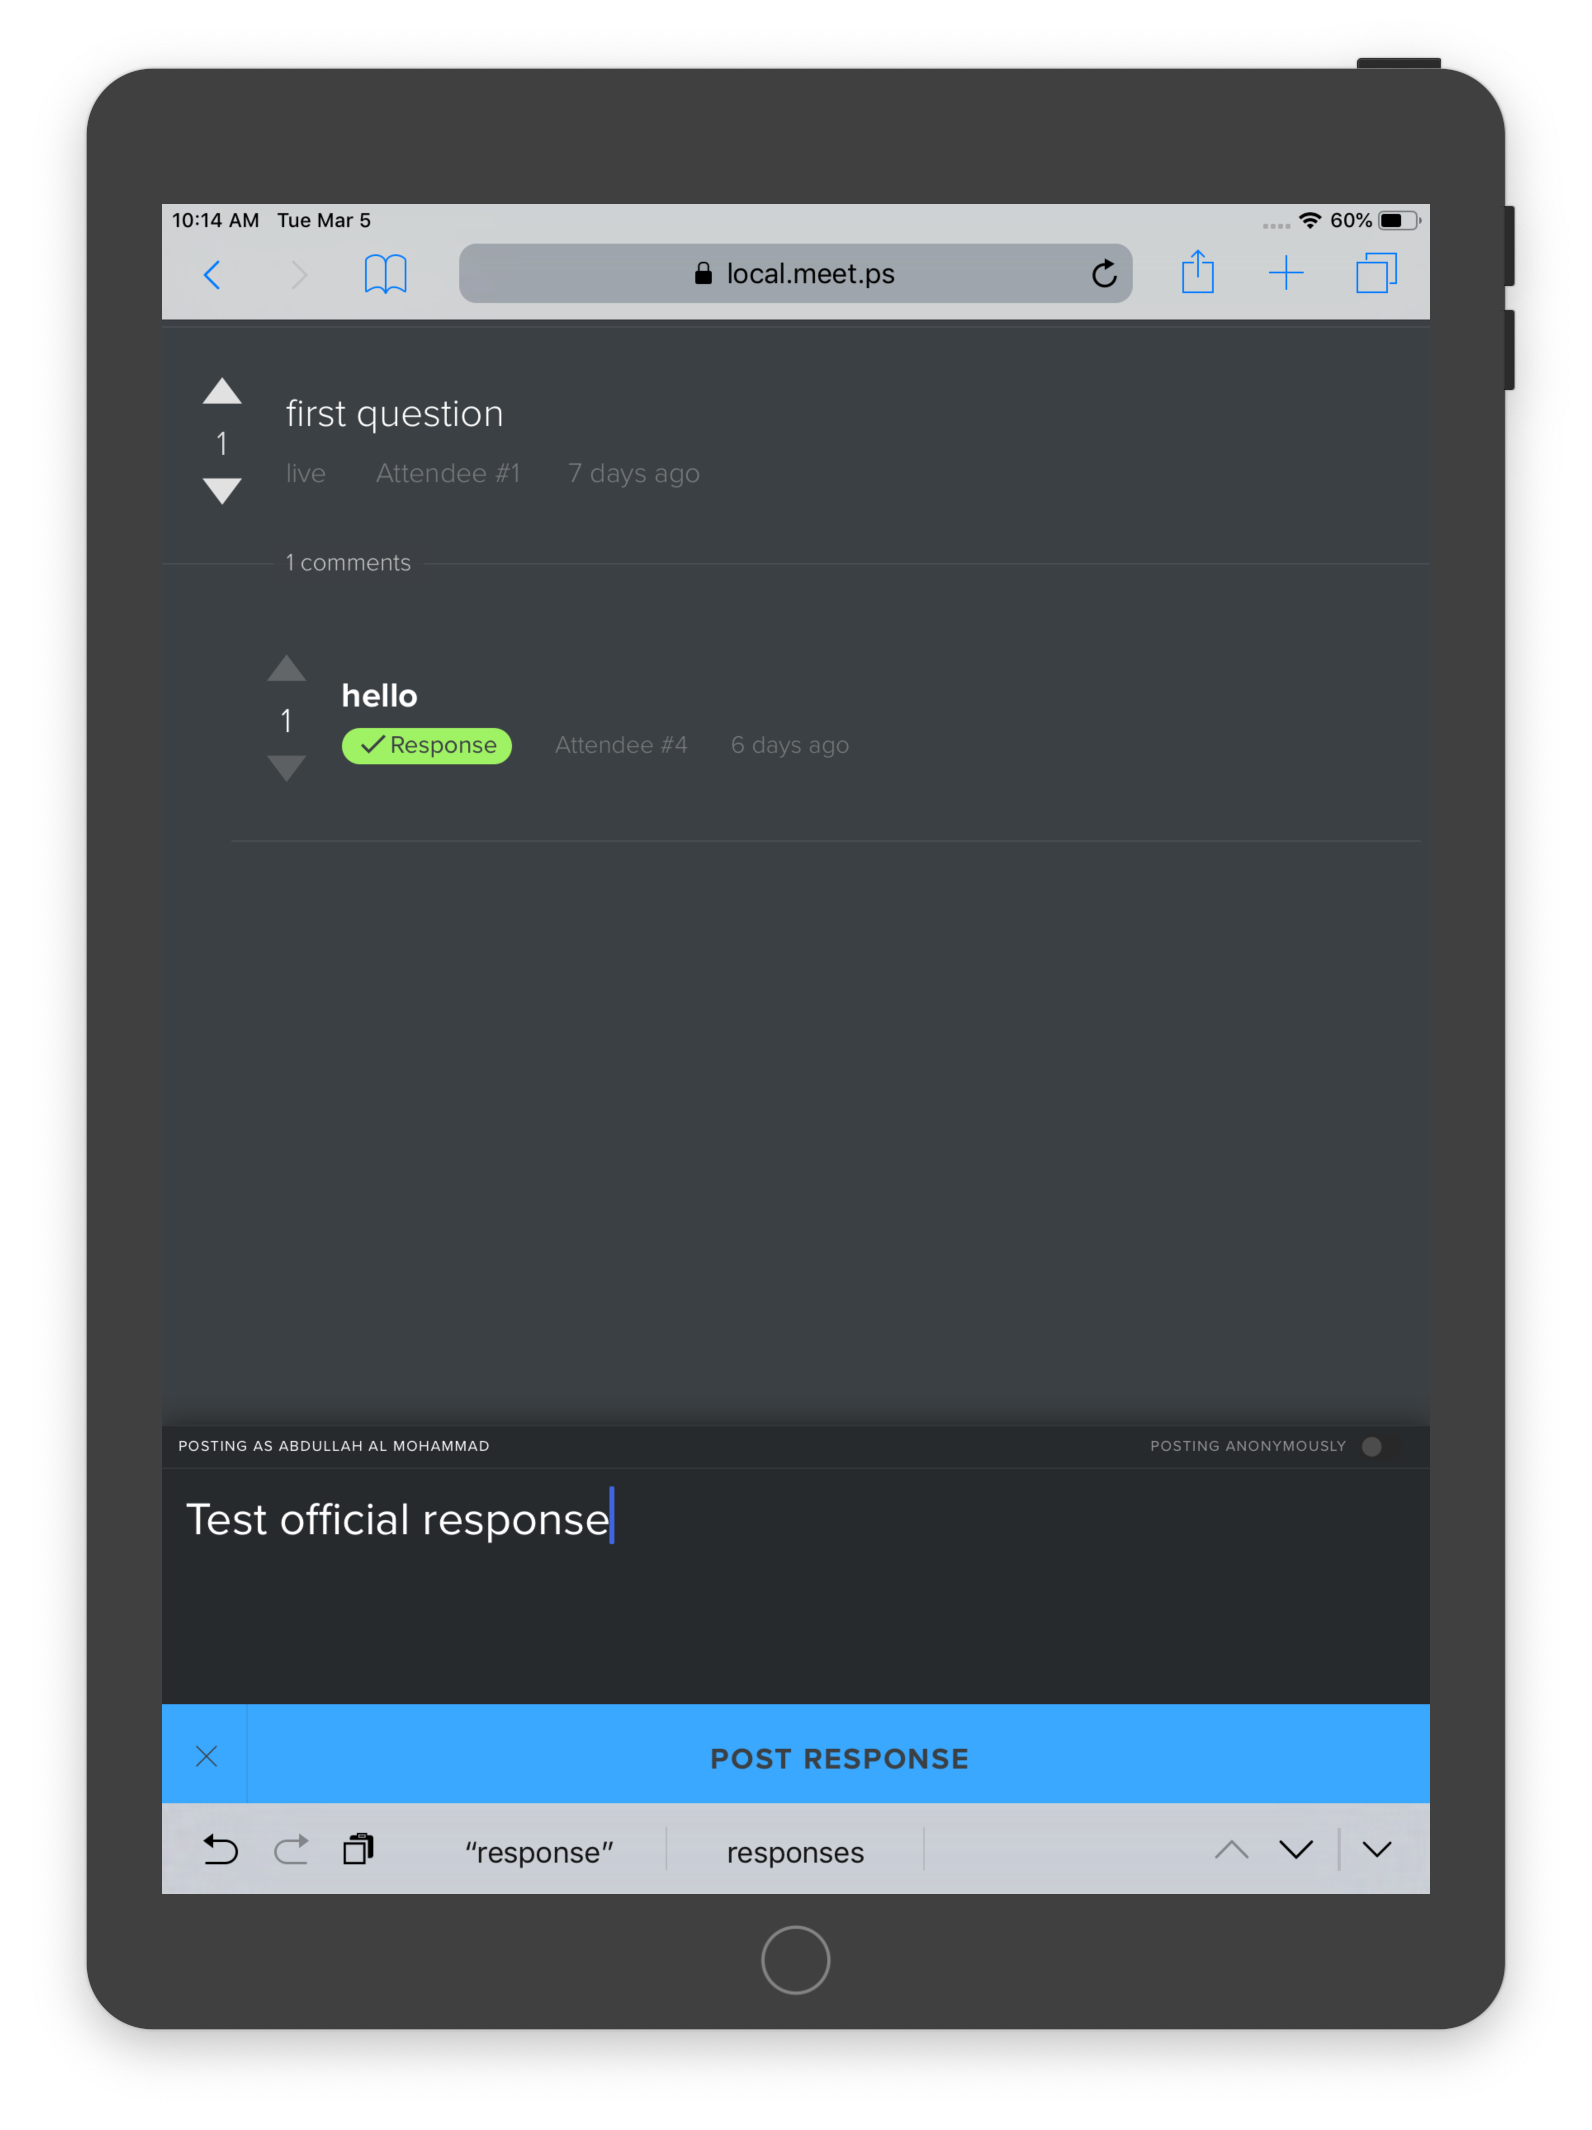 10:14 AM Tue Mar 5 60%
local.meet.ps
first question
1
live Attendee #1 7 days ago
1 comments
hello
1
Response Attendee #4 6 days ago
POSTING AS ABDULLAH AL MOHAMMAD POSTING ANONYMOUSLY
Test official response
POST RESPONSE
“response” responses